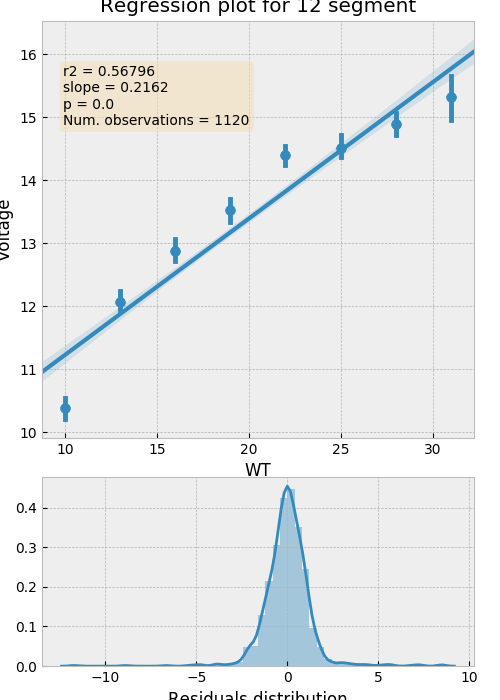 Regression plot for 12 segment
16
15
14
13
12
11
10
r2 = 0.56796
slope = 0.2162
p = 0.0
Num. observations = 1120
Voltage
10 15 20 25 30
WT
0.4
0.3
0.2
0.1
0.0
−10 −5 0 5 10
Residuals distribution